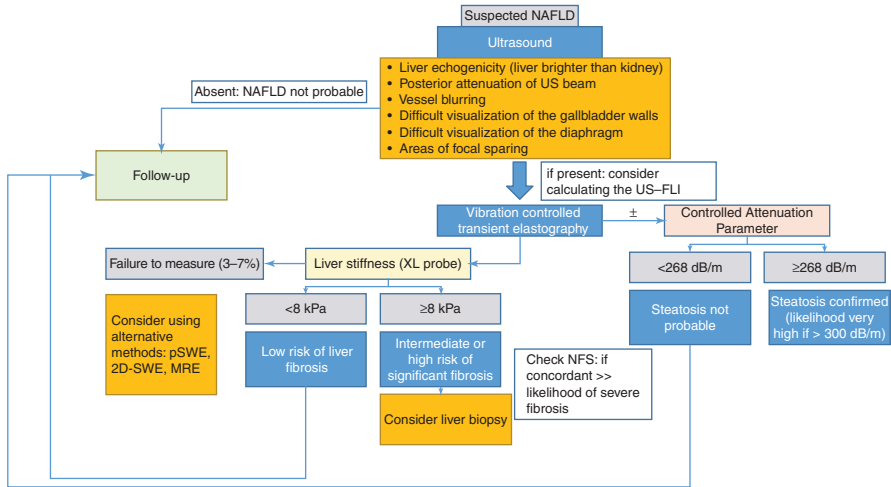 Suspected NAFLD
Ultrasound
• Liver echogenicity (liver brighter than kidney)
• Posterior attenuation of US beam
• Vessel blurring
• Difficult visualization of the gallbladder walls
• Difficult visualization of the diaphragm
• Areas of focal sparing
Absent: NAFLD not probable
Follow-up
if present: consider
calculating the US–FLI
Vibration controlled
transient elastography
±
Controlled Attenuation
Parameter
Failure to measure (3–7%)
Liver stiffness (XL probe)
<268 dB/m
≥268 dB/m
<8 kPa
≥8 kPa
Steatosis not
probable
Steatosis confirmed
(likelihood very
high if > 300 dB/m)
Consider using
alternative
methods: pSWE,
2D-SWE, MRE
Low risk of liver
fibrosis
Intermediate or
high risk of
significant fibrosis
Check NFS: if
concordant >>
likelihood of severe
fibrosis
Consider liver biopsy